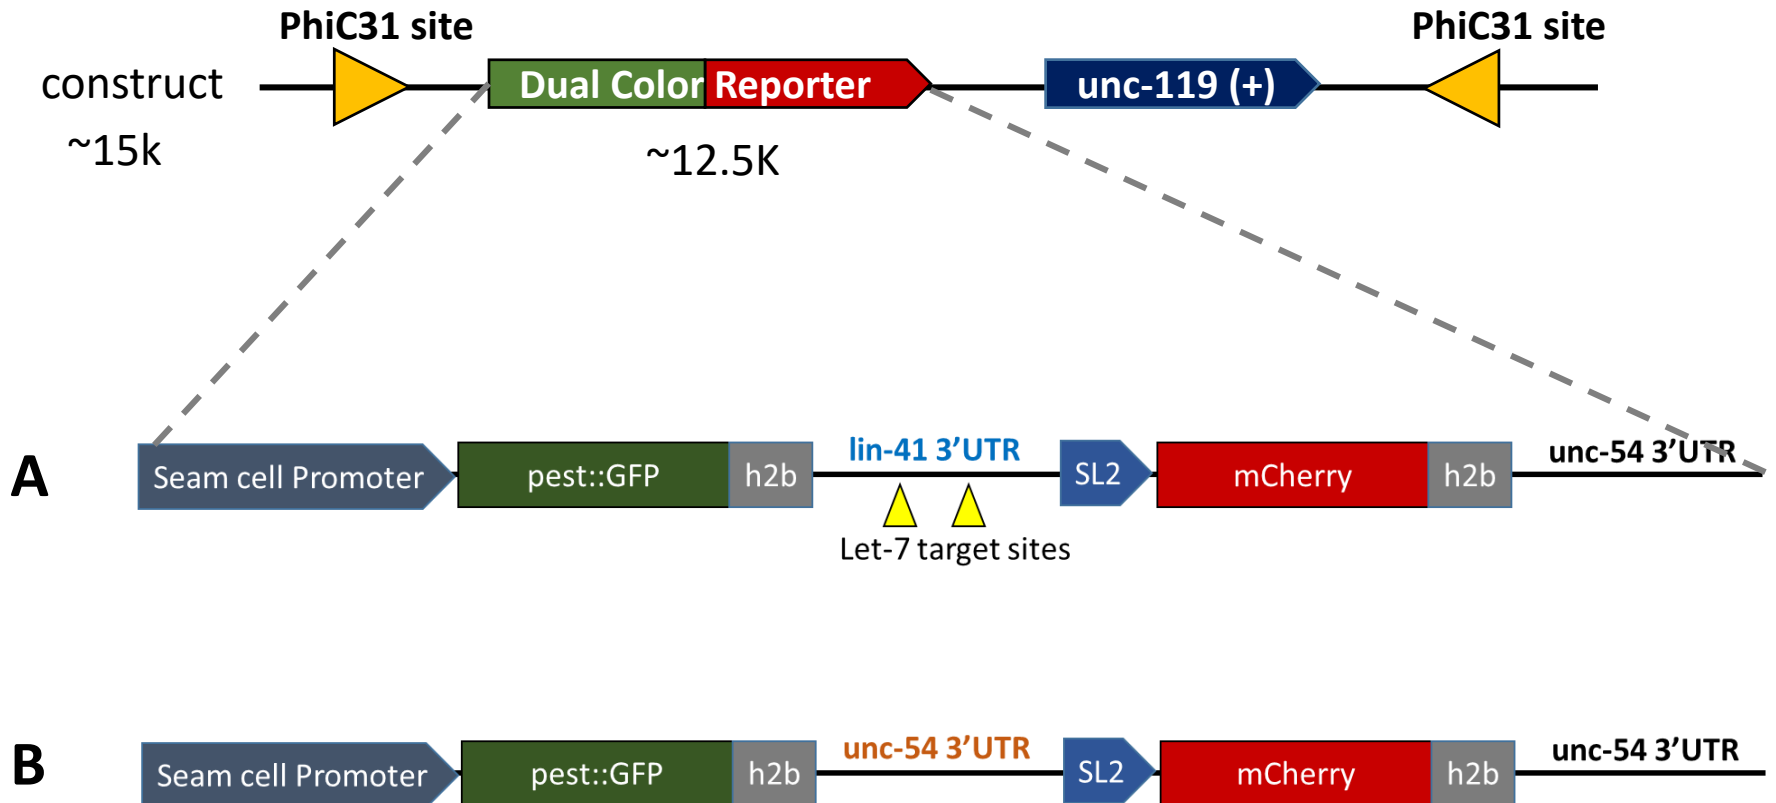 PhiC31 site
PhiC31 site
construct
Dual Color Reporter
unc-119 (+)
~15k
~12.5K
A
Seam cell Promoter
pest::GFP
h2b
lin-41 3’UTR
SL2
mCherry
h2b
unc-54 3’UTR
Let-7 target sites
B
Seam cell Promoter
pest::GFP
h2b
unc-54 3’UTR
SL2
mCherry
h2b
unc-54 3’UTR